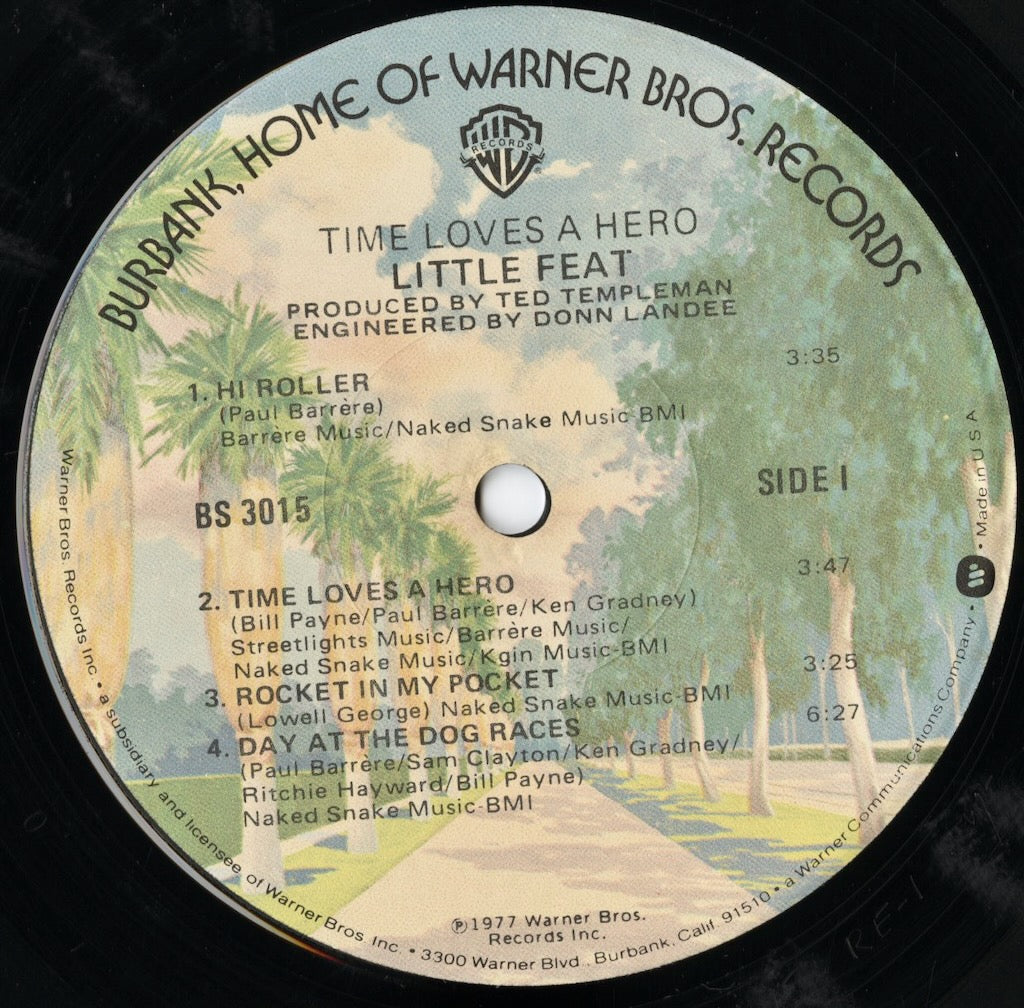 BURBANK, HOME OF WARNER BROS. RECORDS
WB
RECORDS
TIME LOVES A HERO
LITTLE FEAT
PRODUCED BY TED TEMPLEMAN
ENGINEERED BY DONN LANDEE
1. HI ROLLER 3:35
(Paul Barrère)
Barrère Music/Naked Snake Music-BMI
BS 3015
SIDE I
2. TIME LOVES A HERO 3:47
(Bill Payne/Paul Barrère/Ken Gradney)
Streetlights Music/Barrère Music/
Naked Snake Music/Kgin Music-BMI
3. ROCKET IN MY POCKET 3:25
(Lowell George) Naked Snake Music-BMI
4. DAY AT THE DOG RACES 6:27
(Paul Barrère/Sam Clayton/Ken Gradney/
Ritchie Hayward/Bill Payne)
Naked Snake Music-BMI
℗1977 Warner Bros.
Records Inc.
Warner Bros. Records Inc. • a subsidiary and licensee of Warner Bros. Inc. • 3300 Warner Blvd., Burbank, Calif. 91510 • a Warner Communications Company • Made in U S A
RE-1